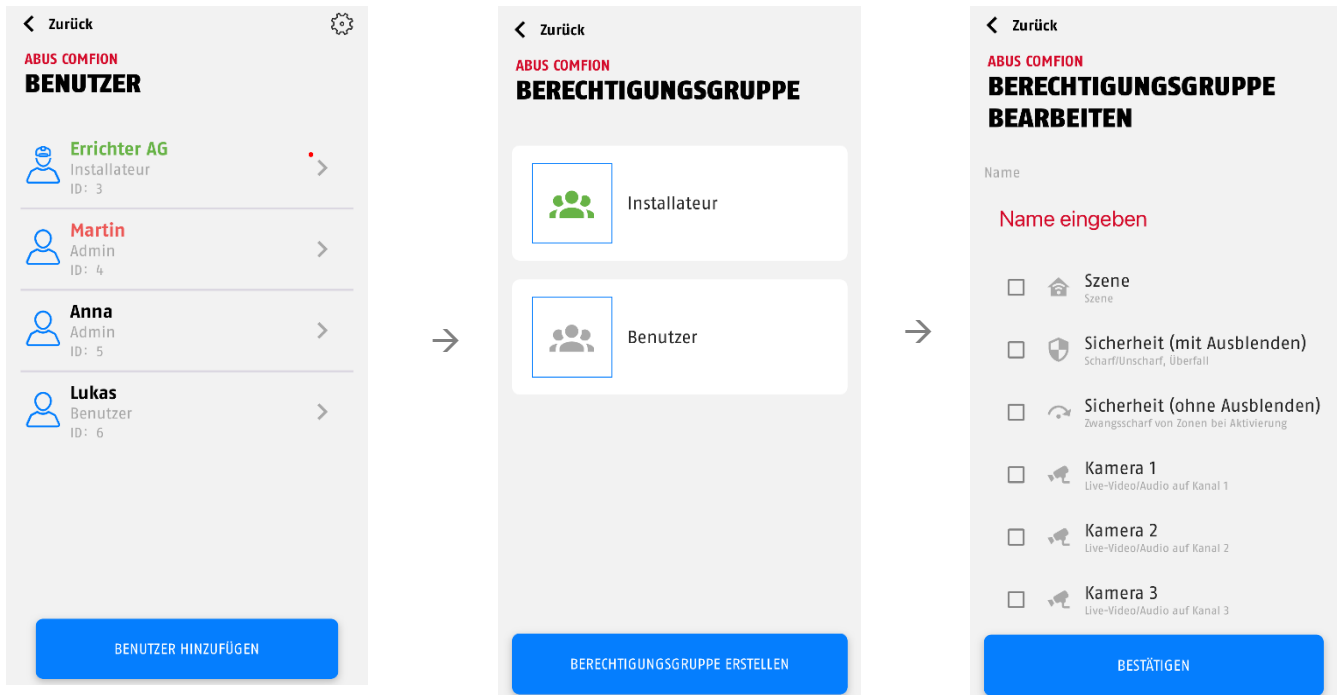 Zurück
ABUS COMFION
BENUTZER
Errichter AG
Installateur
ID: 3
Martin
Admin
ID: 4
Anna
Admin
ID: 5
Lukas
Benutzer
ID: 6
BENUTZER HINZUFÜGEN
Zurück
ABUS COMFION
BERECHTIGUNGSGRUPPE
Installateur
Benutzer
BERECHTIGUNGSGRUPPE ERSTELLEN
Zurück
ABUS COMFION
BERECHTIGUNGSGRUPPE
BEARBEITEN
Name
Name eingeben
Szene
Szene
Sicherheit (mit Ausblenden)
Scharf/Unscharf, Überfall
Sicherheit (ohne Ausblenden)
Zwangsscharf von Zonen bei Aktivierung
Kamera 1
Live-Video/Audio auf Kanal 1
Kamera 2
Live-Video/Audio auf Kanal 2
Kamera 3
Live-Video/Audio auf Kanal 3
BESTÄTIGEN